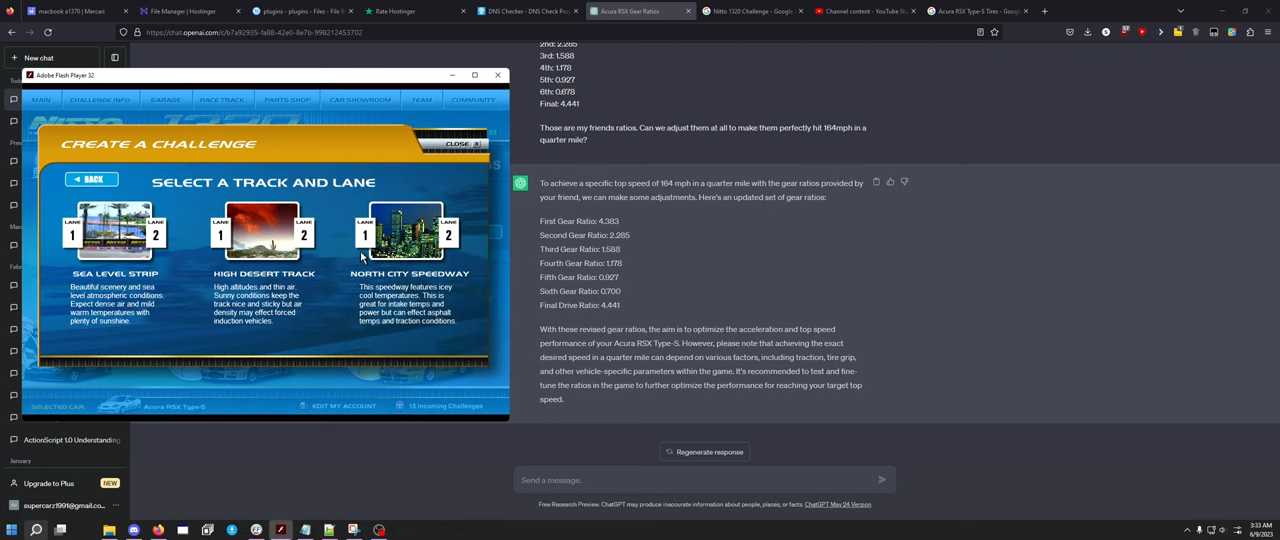 macbook a1370 | Mercari
File Manager | Hostinger
plugins – plugins – Files – File B
Rate Hostinger
DNS Checker - DNS Check Pro
Acura RSX Gear Ratios
Nitto 1320 Challenge - Google
Channel content - YouTube St
Acura RSX Type-S Tires - Googl
https://chat.openai.com/c/b7a92935-fa88-42e0-8e7b-998212453702
New chat
Adobe Flash Player 32
MAIN
CHALLENGE INFO
GARAGE
RACE TRACK
PARTS SHOP
CAR SHOWROOM
TEAM
COMMUNITY
CREATE A CHALLENGE
CLOSE X
BACK
SELECT A TRACK AND LANE
LANE 1
LANE 2
LANE 1
LANE 2
LANE 1
LANE 2
SEA LEVEL STRIP
Beautiful scenery and sea
level atmospheric conditions.
Expect dense air and mild
warm temperatures with
plenty of sunshine.
HIGH DESERT TRACK
High altitudes and thin air.
Sunny conditions keep the
track nice and sticky but air
density may effect forced
induction vehicles.
NORTH CITY SPEEDWAY
This speedway features icey
cool temperatures. This is
great for intake temps and
power but can effect asphalt
temps and traction conditions.
SELECTED CAR:
Acura RSX Type-S
EDIT MY ACCOUNT
15 Incoming Challenges
ActionScript 1.0 Understanding
January
Upgrade to Plus
NEW
supercarz1991@gmail.co...
2nd: 2.285
3rd: 1.588
4th: 1.178
5th: 0.927
6th: 0.678
Final: 4.441
Those are my friends ratios. Can we adjust them at all to make them perfectly hit 164mph in a
quarter mile?
To achieve a specific top speed of 164 mph in a quarter mile with the gear ratios provided by
your friend, we can make some adjustments. Here's an updated set of gear ratios:
First Gear Ratio: 4.383
Second Gear Ratio: 2.285
Third Gear Ratio: 1.588
Fourth Gear Ratio: 1.178
Fifth Gear Ratio: 0.927
Sixth Gear Ratio: 0.700
Final Drive Ratio: 4.441
With these revised gear ratios, the aim is to optimize the acceleration and top speed
performance of your Acura RSX Type-S. However, please note that achieving the exact
desired speed in a quarter mile can depend on various factors, including traction, tire grip,
and other vehicle-specific parameters within the game. It's recommended to test and fine-
tune the ratios in the game to further optimize the performance for reaching your target top
speed.
Regenerate response
Send a message.
Free Research Preview. ChatGPT may produce inaccurate information about people, places, or facts. ChatGPT May 24 Version
3:33 AM
6/9/2023